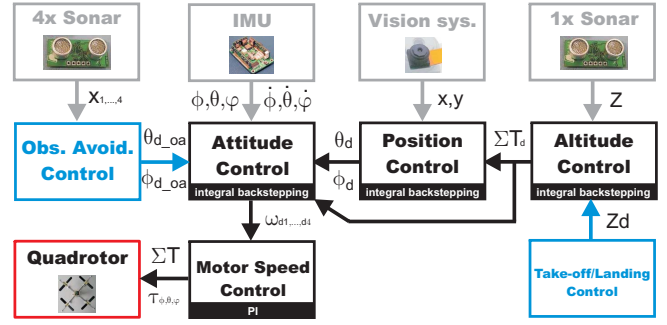 4x Sonar
IMU
Vision sys.
1x Sonar
x1,...,4
ϕ,θ,φ
ϕ̇,θ̇,φ̇
x,y
Z
Obs. Avoid.
Control
θd_oa
ϕd_oa
Attitude
Control
integral backstepping
θd
ϕd
Position
Control
integral backstepping
ΣTd
Altitude
Control
integral backstepping
ωd1,...,d4
Zd
Quadrotor
ΣT
τϕ,θ,φ
Motor Speed
Control
PI
Take-off/Landing
Control